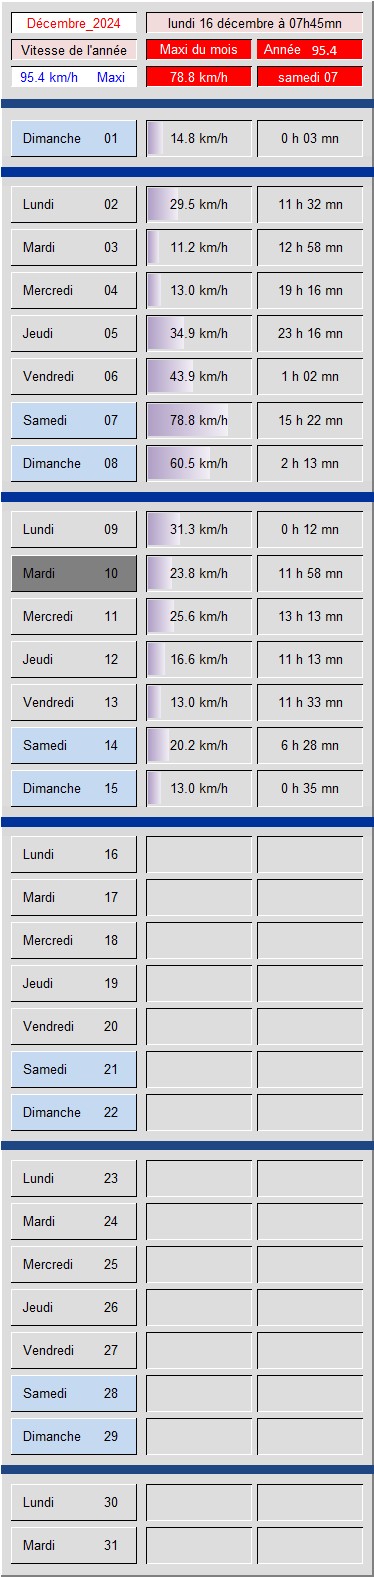 Décembre_2024 lundi 16 décembre à 07h45mn
Vitesse de l'année Maxi du mois Année 95.4
95.4 km/h Maxi 78.8 km/h samedi 07
Dimanche 01 14.8 km/h 0 h 03 mn
Lundi 02 29.5 km/h 11 h 32 mn
Mardi 03 11.2 km/h 12 h 58 mn
Mercredi 04 13.0 km/h 19 h 16 mn
Jeudi 05 34.9 km/h 23 h 16 mn
Vendredi 06 43.9 km/h 1 h 02 mn
Samedi 07 78.8 km/h 15 h 22 mn
Dimanche 08 60.5 km/h 2 h 13 mn
Lundi 09 31.3 km/h 0 h 12 mn
Mardi 10 23.8 km/h 11 h 58 mn
Mercredi 11 25.6 km/h 13 h 13 mn
Jeudi 12 16.6 km/h 11 h 13 mn
Vendredi 13 13.0 km/h 11 h 33 mn
Samedi 14 20.2 km/h 6 h 28 mn
Dimanche 15 13.0 km/h 0 h 35 mn
Lundi 16
Mardi 17
Mercredi 18
Jeudi 19
Vendredi 20
Samedi 21
Dimanche 22
Lundi 23
Mardi 24
Mercredi 25
Jeudi 26
Vendredi 27
Samedi 28
Dimanche 29
Lundi 30
Mardi 31